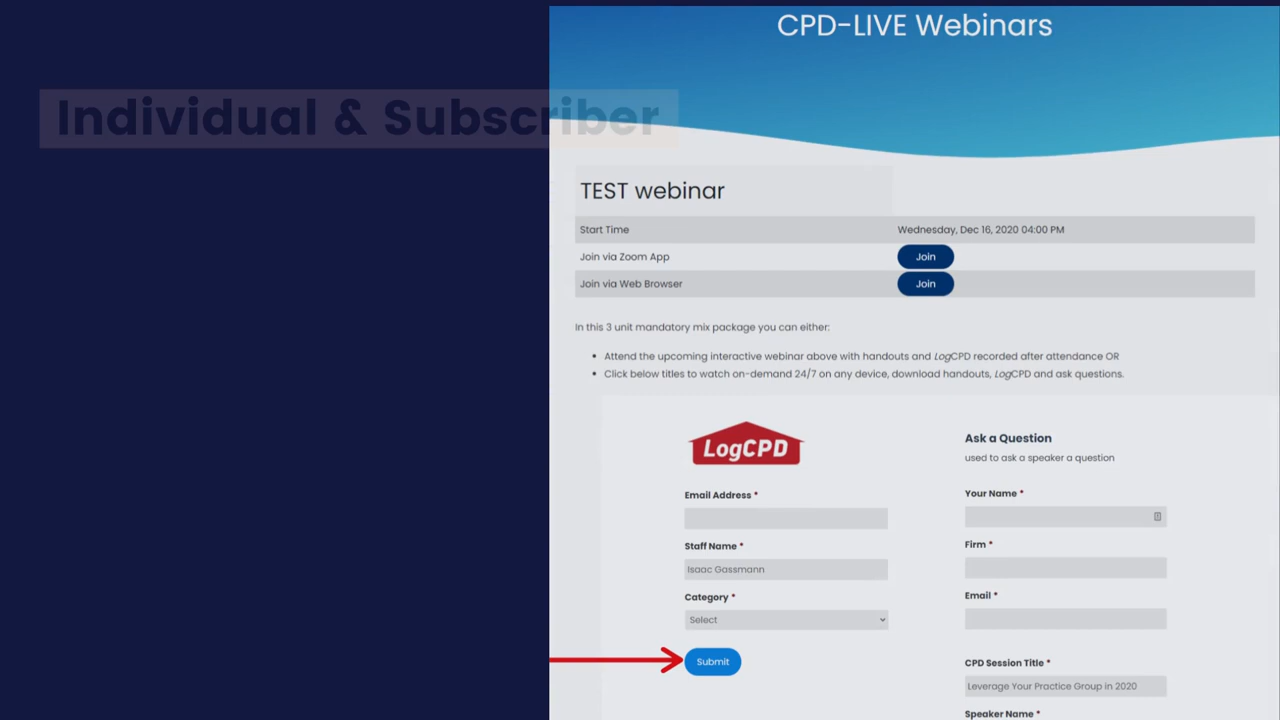 CPD-LIVE Webinars
Individual & Subscriber
TEST webinar
Start Time Wednesday, Dec 16, 2020 04:00 PM
Join via Zoom App Join
Join via Web Browser Join
In this 3 unit mandatory mix package you can either:
• Attend the upcoming interactive webinar above with handouts and LogCPD recorded after attendance OR
• Click below titles to watch on-demand 24/7 on any device, download handouts, LogCPD and ask questions.
LogCPD
Email Address *
Staff Name *
Isaac Gassmann
Category *
Select
Submit
Ask a Question
used to ask a speaker a question
Your Name *
Firm *
Email *
CPD Session Title *
Leverage Your Practice Group in 2020
Speaker Name *